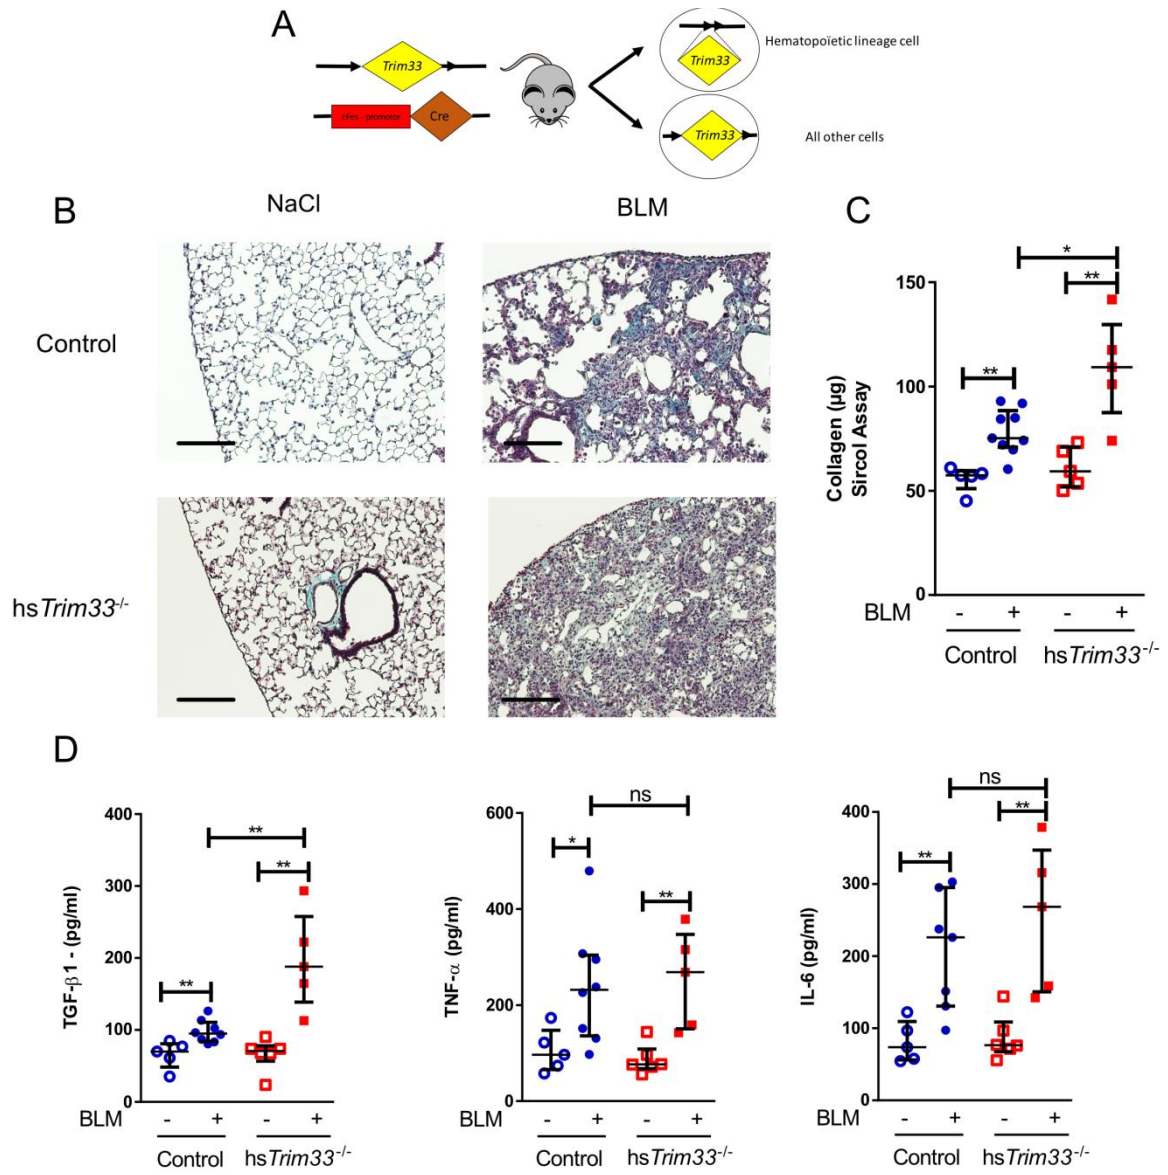 A
Trim33
cFes - promotor
Cre
Trim33
Hematopoïetic lineage cell
Trim33
All other cells
B
NaCl
BLM
Control
hsTrim33-/-
C
*
**
**
Collagen (µg)
Sircol Assay
150
100
50
0
BLM
-
+
-
+
Control
hsTrim33-/-
D
**
**
**
TGF-β1 - (pg/ml)
400
300
200
100
0
BLM
-
+
-
+
Control
hsTrim33-/-
ns
*
**
TNF-α (pg/ml)
600
400
200
0
BLM
-
+
-
+
Control
hsTrim33-/-
ns
**
**
IL-6 (pg/ml)
400
300
200
100
0
BLM
-
+
-
+
Control
hsTrim33-/-